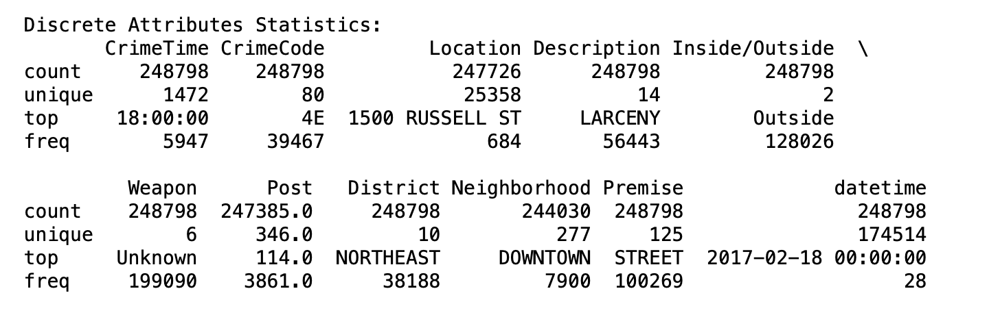 Discrete Attributes Statistics:
CrimeTime CrimeCode Location Description Inside/Outside \
count 248798 248798 247726 248798 248798
unique 1472 80 25358 14 2
top 18:00:00 4E 1500 RUSSELL ST LARCENY Outside
freq 5947 39467 684 56443 128026
Weapon Post District Neighborhood Premise datetime
count 248798 247385.0 248798 244030 248798 248798
unique 6 346.0 10 277 125 174514
top Unknown 114.0 NORTHEAST DOWNTOWN STREET 2017-02-18 00:00:00
freq 199090 3861.0 38188 7900 100269 28